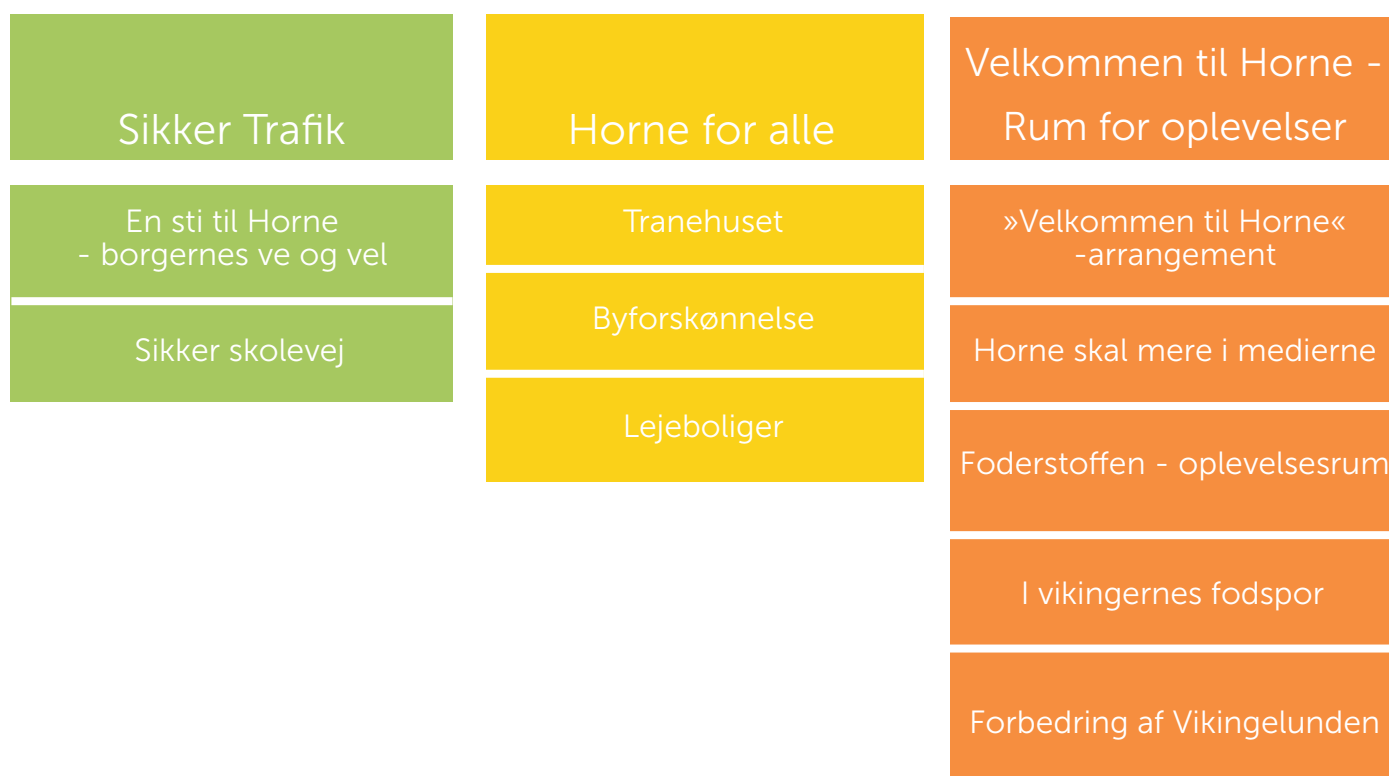 Sikker Trafik
En sti til Horne
- borgernes ve og vel
Sikker skolevej
Horne for alle
Tranehuset
Byforskønnelse
Lejeboliger
Velkommen til Horne -
Rum for oplevelser
»Velkommen til Horne«
-arrangement
Horne skal mere i medierne
Foderstoffen - oplevelsesrum
I vikingernes fodspor
Forbedring af Vikingelunden